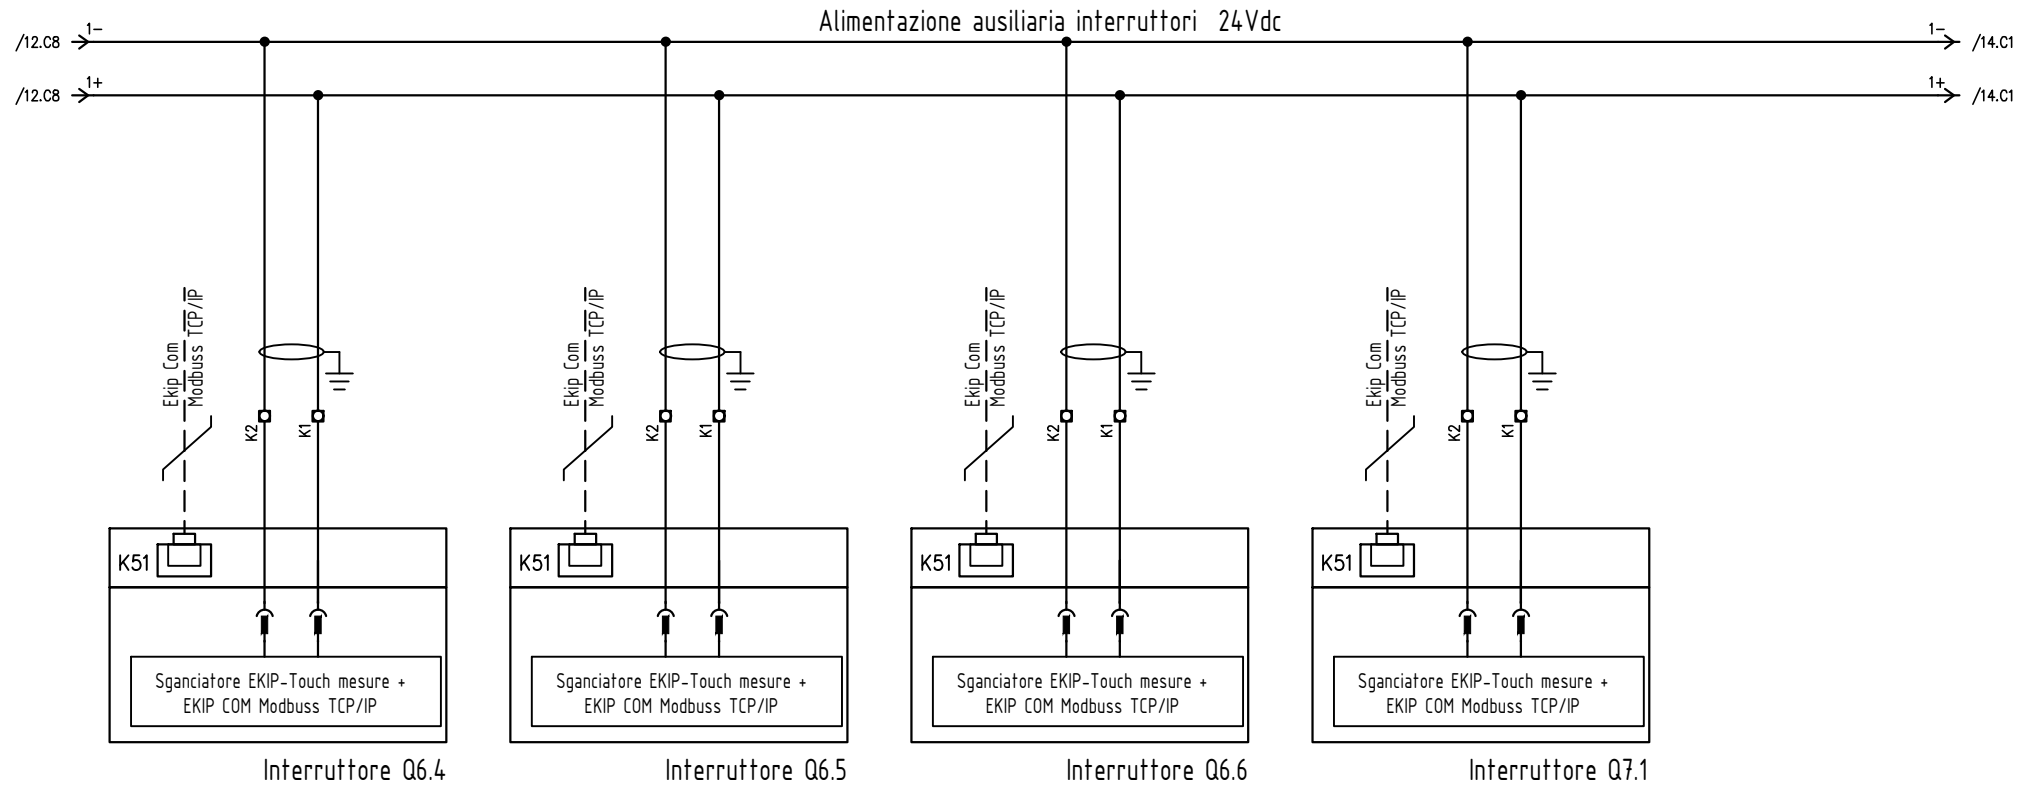 Alimentazione ausiliaria interruttori 24Vdc
/12.C8 1- 1- /14.C1
/12.C8 1+ 1+ /14.C1
Ekip Com
Modbuss TCP/IP
K2 K1
K51
Sganciatore EKIP-Touch mesure +
EKIP COM Modbuss TCP/IP
Interruttore Q6.4
Ekip Com
Modbuss TCP/IP
K2 K1
K51
Sganciatore EKIP-Touch mesure +
EKIP COM Modbuss TCP/IP
Interruttore Q6.5
Ekip Com
Modbuss TCP/IP
K2 K1
K51
Sganciatore EKIP-Touch mesure +
EKIP COM Modbuss TCP/IP
Interruttore Q6.6
Ekip Com
Modbuss TCP/IP
K2 K1
K51
Sganciatore EKIP-Touch mesure +
EKIP COM Modbuss TCP/IP
Interruttore Q7.1